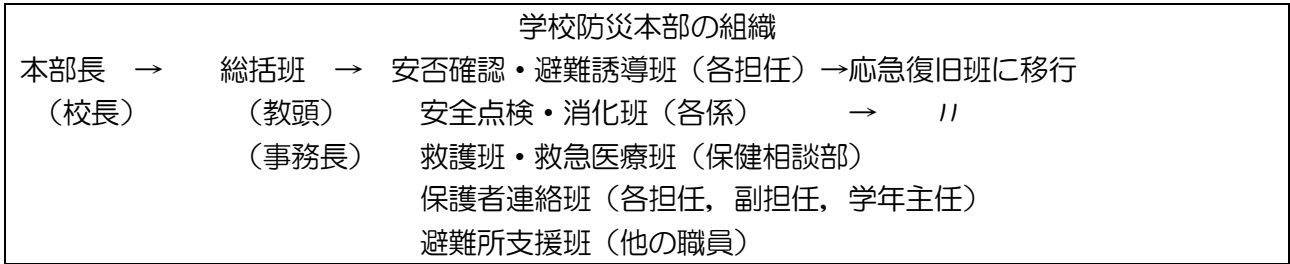 学校防災本部の組織
本部長 → 総括班 → 安否確認・避難誘導班（各担任）→応急復旧班に移行
（校長） （教頭） 安全点検・消化班（各係） → 〃
（事務長） 救護班・救急医療班（保健相談部）
保護者連絡班（各担任，副担任，学年主任）
避難所支援班（他の職員）